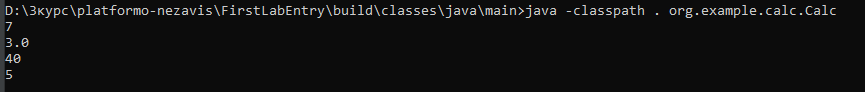 D:\3курс\platformo-nezavis\FirstLabEntry\build\classes\java\main>java -classpath . org.example.calc.Calc
7
3.0
40
5